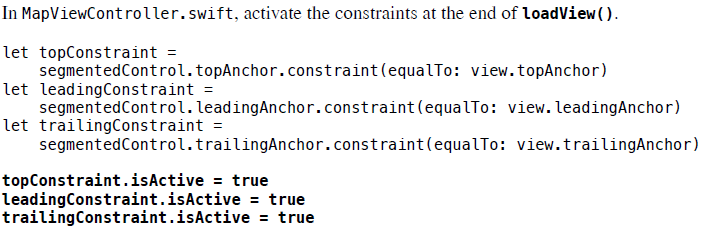 In MapViewController.swift, activate the constraints at the end of loadView().
let topConstraint =
    segmentedControl.topAnchor.constraint(equalTo: view.topAnchor)
let leadingConstraint =
    segmentedControl.leadingAnchor.constraint(equalTo: view.leadingAnchor)
let trailingConstraint =
    segmentedControl.trailingAnchor.constraint(equalTo: view.trailingAnchor)
topConstraint.isActive = true
leadingConstraint.isActive = true
trailingConstraint.isActive = true